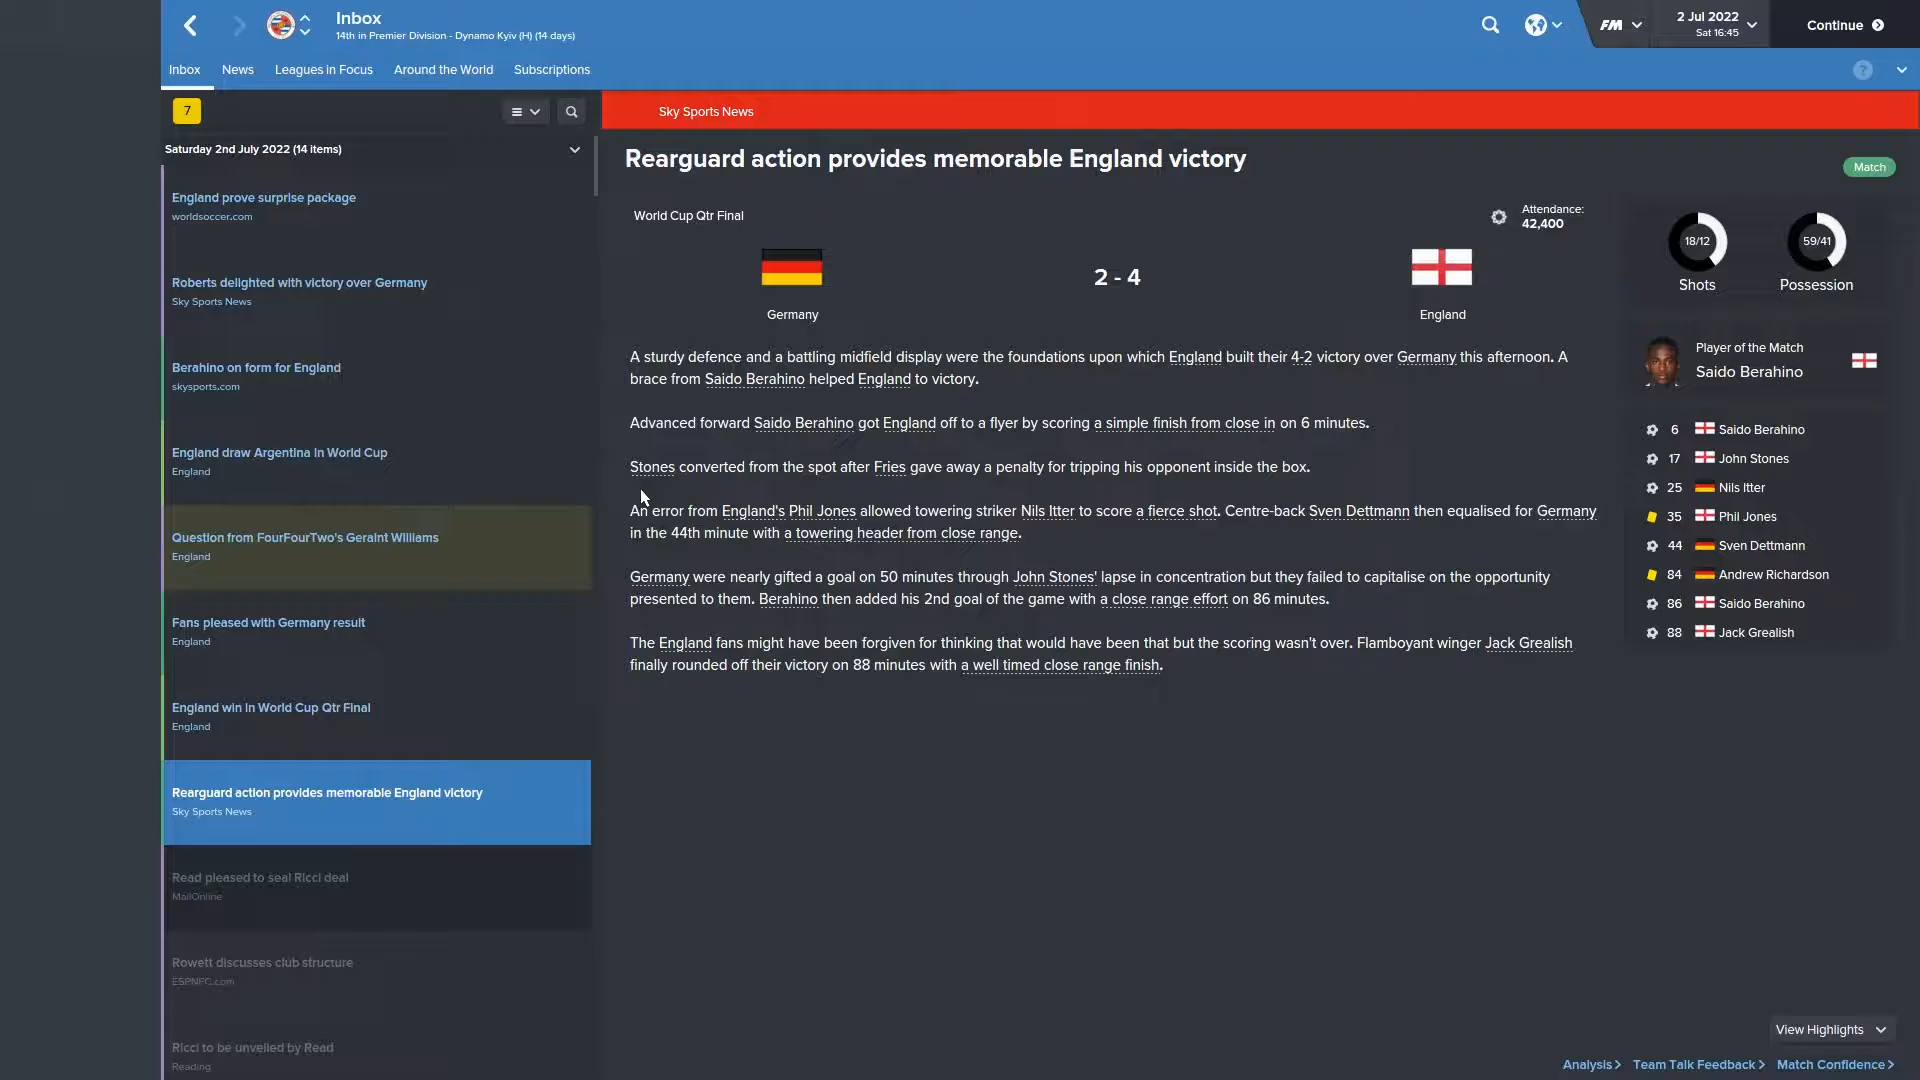 Inbox
14th in Premier Division - Dynamo Kyiv (H) (14 days)
FM
2 Jul 2022
Sat 16:45
Continue
Inbox
News
Leagues in Focus
Around the World
Subscriptions
?
7
Saturday 2nd July 2022 (14 items)
England prove surprise package
worldsoccer.com
Roberts delighted with victory over Germany
Sky Sports News
Berahino on form for England
skysports.com
England draw Argentina in World Cup
England
Question from FourFourTwo's Geraint Williams
England
Fans pleased with Germany result
England
England win in World Cup Qtr Final
England
Rearguard action provides memorable England victory
Sky Sports News
Read pleased to seal Ricci deal
MailOnline
Rowett discusses club structure
ESPNFC.com
Ricci to be unveiled by Read
Reading
Sky Sports News
Rearguard action provides memorable England victory
Match
World Cup Qtr Final
Attendance:
42,400
2 - 4
Germany
England
A sturdy defence and a battling midfield display were the foundations upon which England built their 4-2 victory over Germany this afternoon. A
brace from Saido Berahino helped England to victory.
Advanced forward Saido Berahino got England off to a flyer by scoring a simple finish from close in on 6 minutes.
Stones converted from the spot after Fries gave away a penalty for tripping his opponent inside the box.
An error from England's Phil Jones allowed towering striker Nils Itter to score a fierce shot. Centre-back Sven Dettmann then equalised for Germany
in the 44th minute with a towering header from close range.
Germany were nearly gifted a goal on 50 minutes through John Stones' lapse in concentration but they failed to capitalise on the opportunity
presented to them. Berahino then added his 2nd goal of the game with a close range effort on 86 minutes.
The England fans might have been forgiven for thinking that would have been that but the scoring wasn't over. Flamboyant winger Jack Grealish
finally rounded off their victory on 88 minutes with a well timed close range finish.
18/12
Shots
59/41
Possession
Player of the Match
Saido Berahino
6 Saido Berahino
17 John Stones
25 Nils Itter
35 Phil Jones
44 Sven Dettmann
84 Andrew Richardson
86 Saido Berahino
88 Jack Grealish
View Highlights
Analysis
Team Talk Feedback
Match Confidence